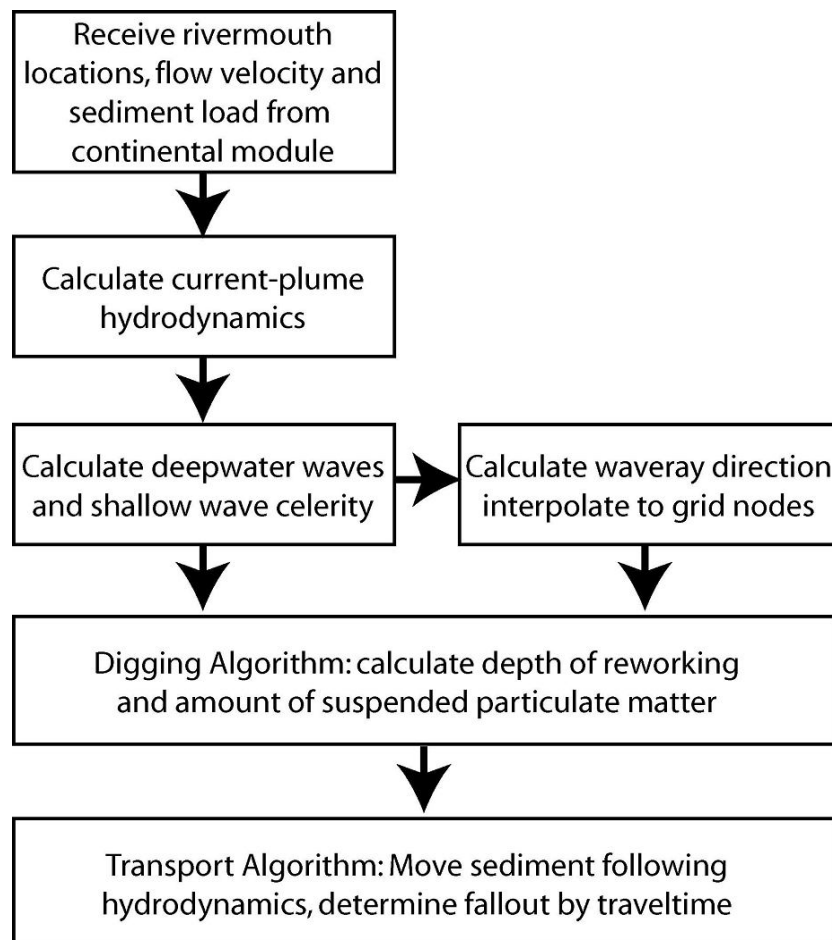 Receive rivermouth
locations, flow velocity and
sediment load from
continental module
Calculate current-plume
hydrodynamics
Calculate deepwater waves
and shallow wave celerity
Calculate waveray direction
interpolate to grid nodes
Digging Algorithm: calculate depth of reworking
and amount of suspended particulate matter
Transport Algorithm: Move sediment following
hydrodynamics, determine fallout by traveltime